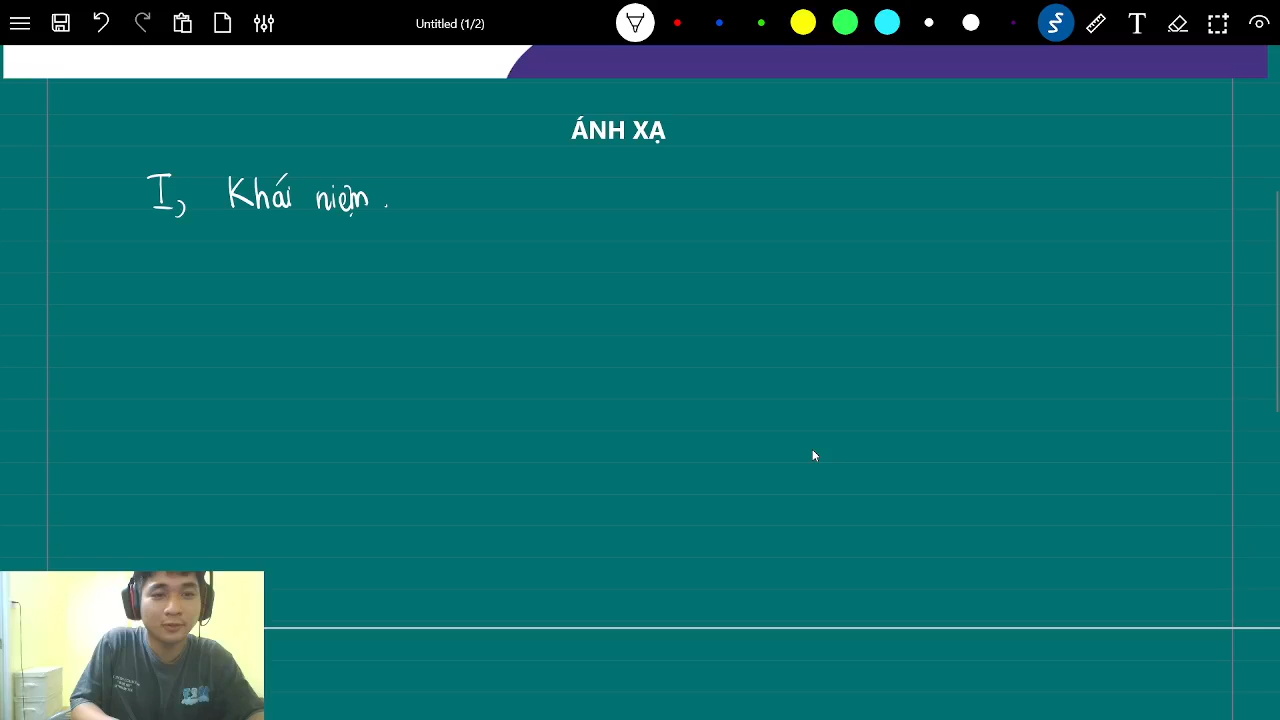 Untitled (1/2)
T
ÁNH XẠ
I, Khái niệm.